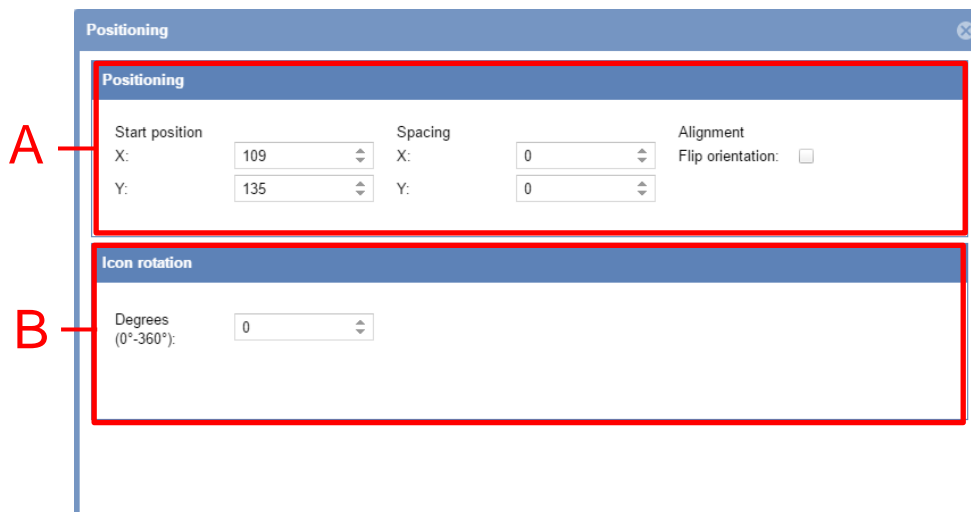 Positioning
Positioning
A
Start position Spacing Alignment
X: 109 X: 0 Flip orientation:
Y: 135 Y: 0
Icon rotation
B
Degrees
(0°-360°): 0